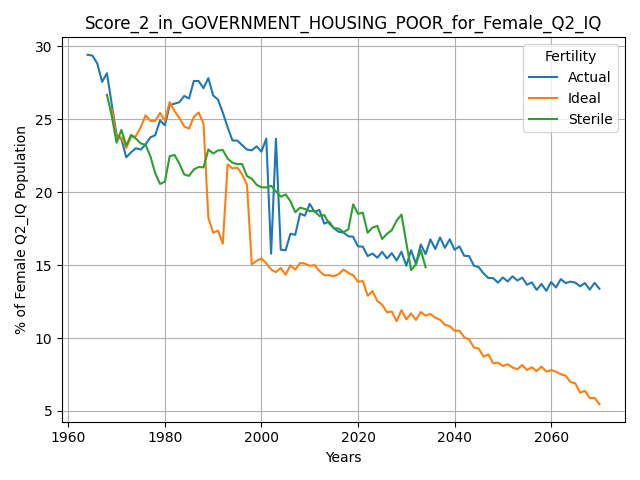 Score_2_in_GOVERNMENT_HOUSING_POOR_for_Female_Q2_IQ
Fertility
Actual
Ideal
Sterile
% of Female Q2_IQ Population
30
25
20
15
10
5
1960
1980
2000
2020
2040
2060
Years